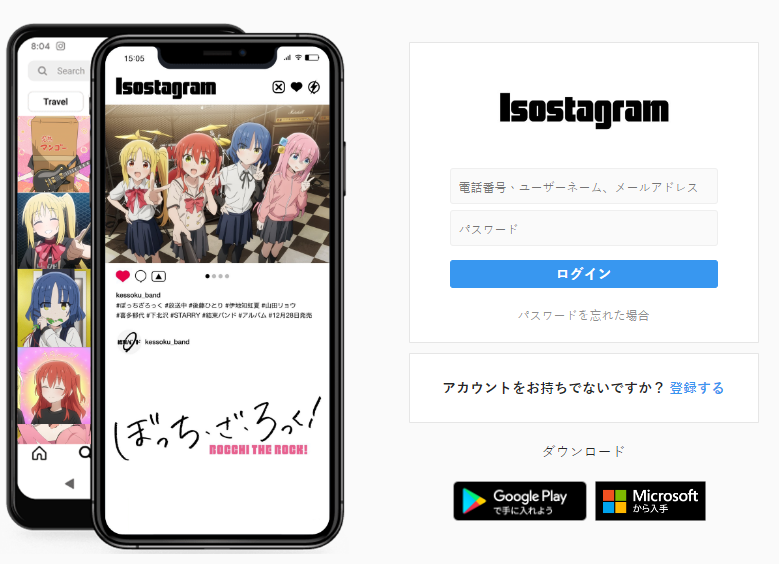 8:04
Search
Travel
ワンゴー
15:05
Isostagram
kessoku_band
#ぼっちざろっく #放送中 #後藤ひとり #伊地知虹夏 #山田リョウ
#喜多郁代 #下北沢 #STARRY #結束バンド #アルバム #12月28日発売
kessoku_band
ぼっち・ざ・ろっく!
BOCCHI THE ROCK!
Isostagram
電話番号、ユーザーネーム、メールアドレス
パスワード
ログイン
パスワードを忘れた場合
アカウントをお持ちでないですか? 登録する
ダウンロード
Google Play
で手に入れよう
Microsoft
から入手